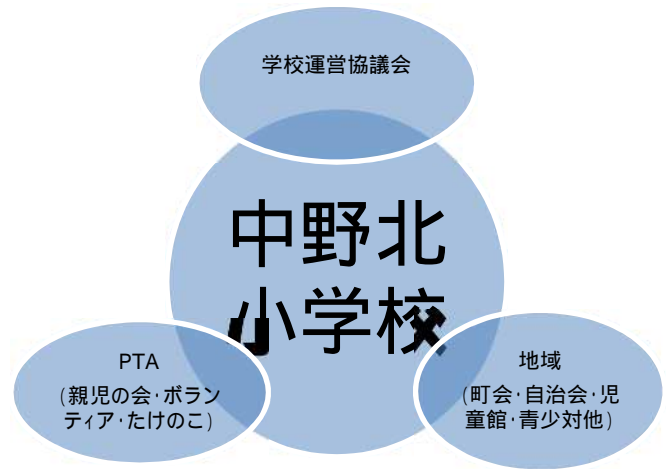 学校運営協議会
中野北
小学校
PTA
(親児の会･ボラン
ティア･たけのこ)
地域
(町会･自治会･児
童館･青少対他)